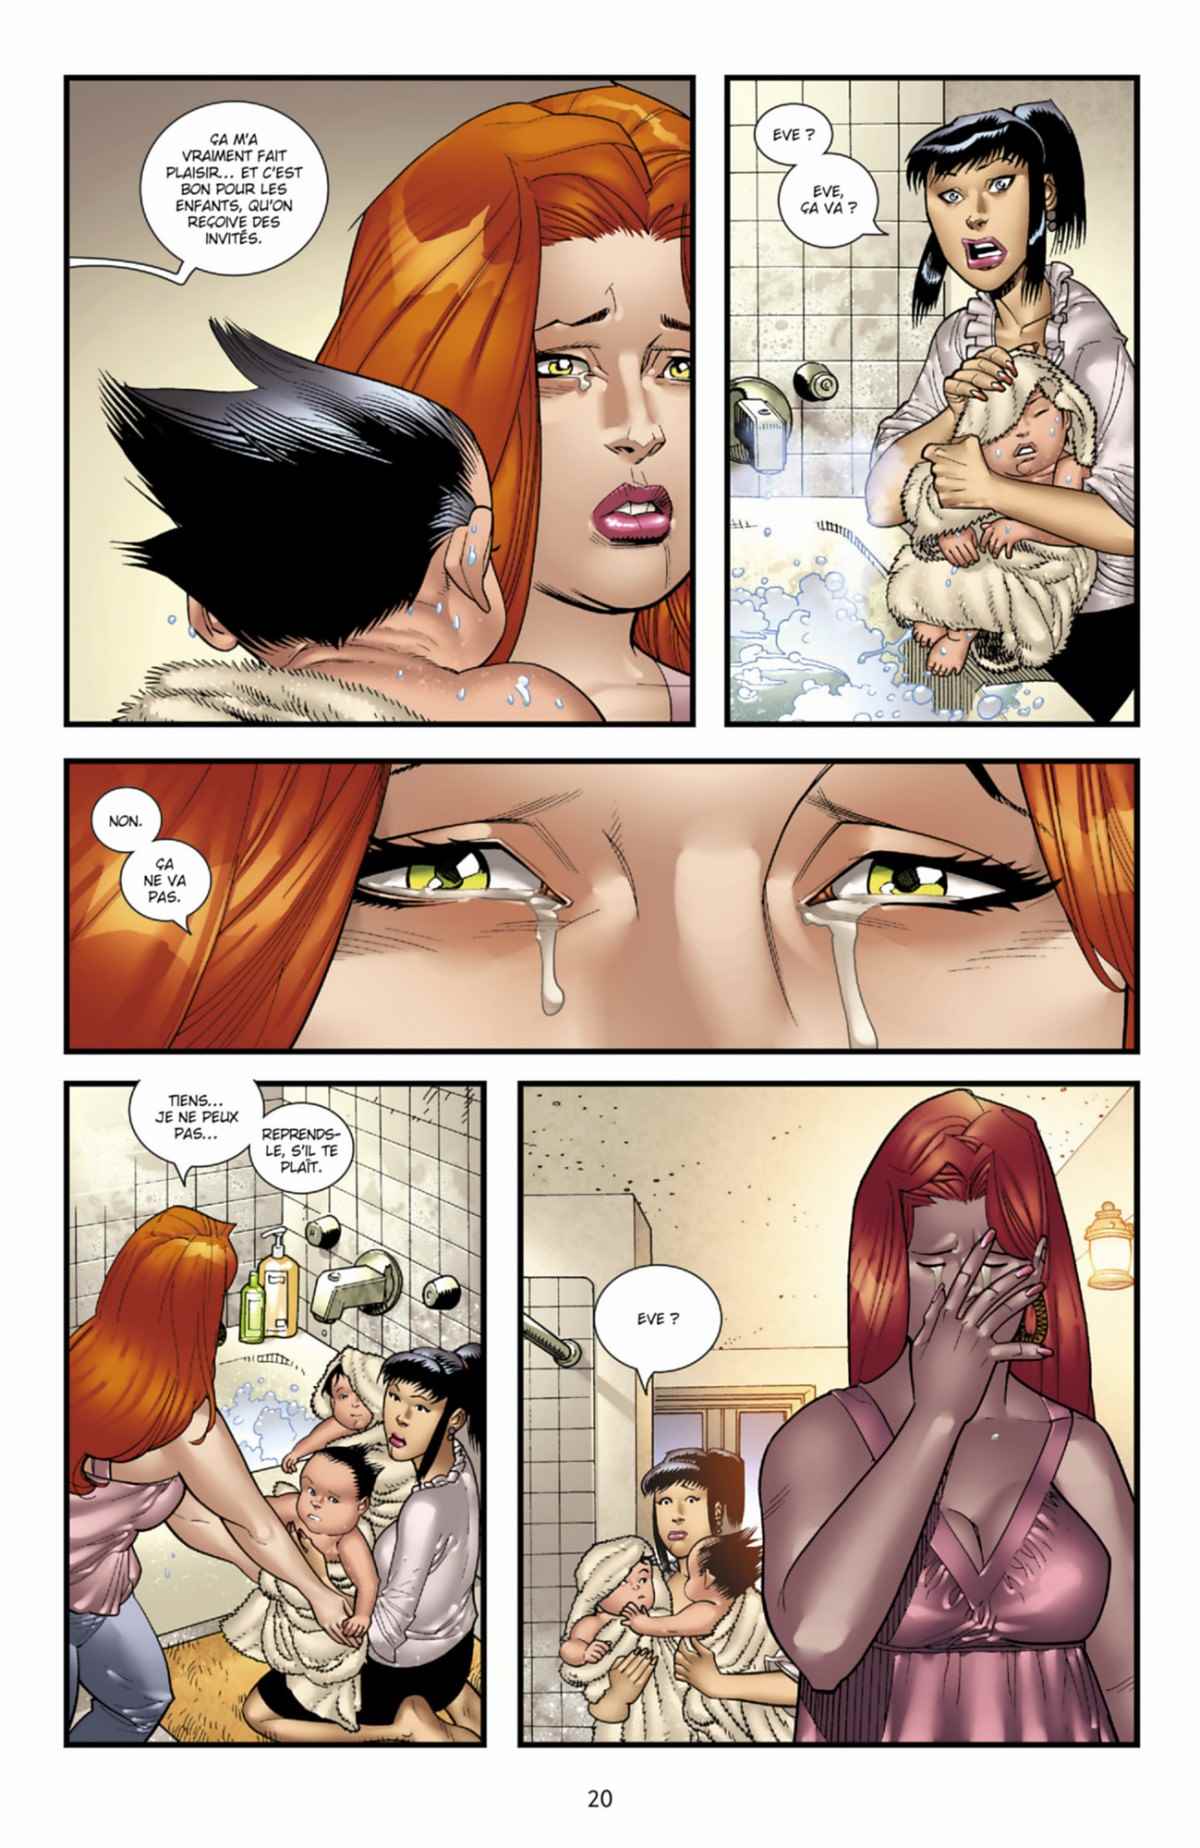 ÇA M'A
VRAIMENT FAIT
PLAISIR... ET C'EST
BON POUR LES
ENFANTS, QU'ON
REÇOIVE DES
INVITÉS.
EVE ?
EVE,
ÇA VA ?
NON.
ÇA
NE VA
PAS.
TIENS...
JE NE PEUX
PAS...
REPRENDS-
LE, S'IL TE
PLAÎT.
EVE ?
20